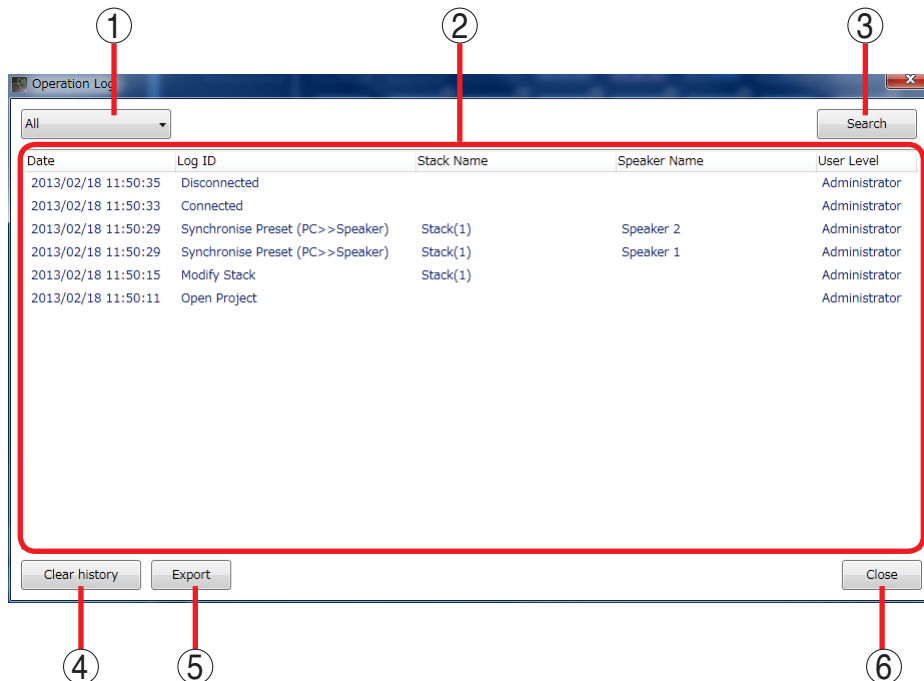 ① ② ③
Operation Log
All Search
Date Log ID Stack Name Speaker Name User Level
2013/02/18 11:50:35 Disconnected Administrator
2013/02/18 11:50:33 Connected Administrator
2013/02/18 11:50:29 Synchronise Preset (PC>>Speaker) Stack(1) Speaker 2 Administrator
2013/02/18 11:50:29 Synchronise Preset (PC>>Speaker) Stack(1) Speaker 1 Administrator
2013/02/18 11:50:15 Modify Stack Stack(1) Administrator
2013/02/18 11:50:11 Open Project Administrator
Clear history Export Close
④ ⑤ ⑥